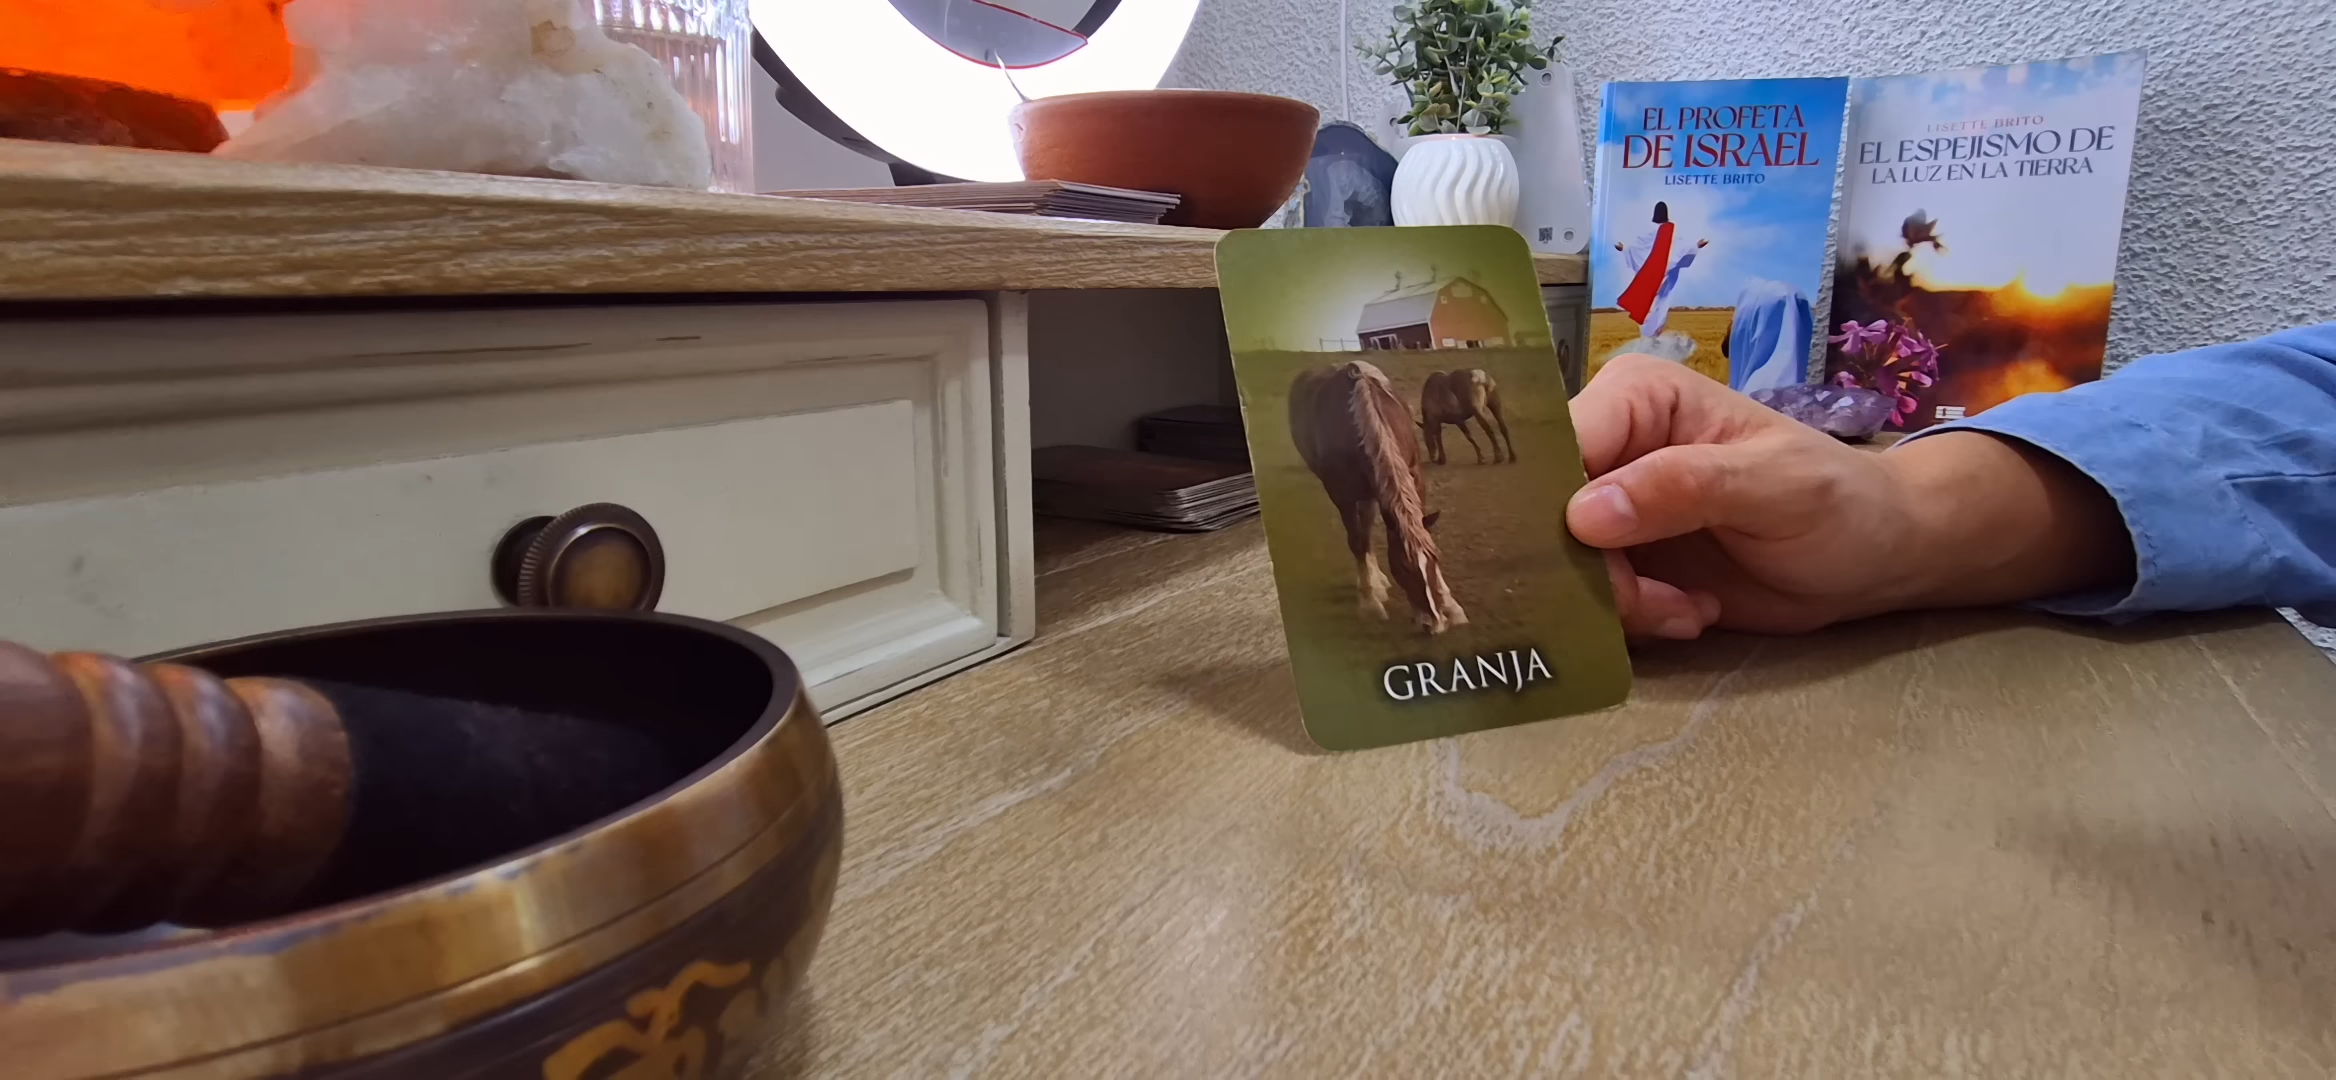 EL PROFETA
DE ISRAEL
LISETTE BRITO
LISETTE BRITO
EL ESPEJISMO DE
LA LUZ EN LA TIERRA
GRANJA